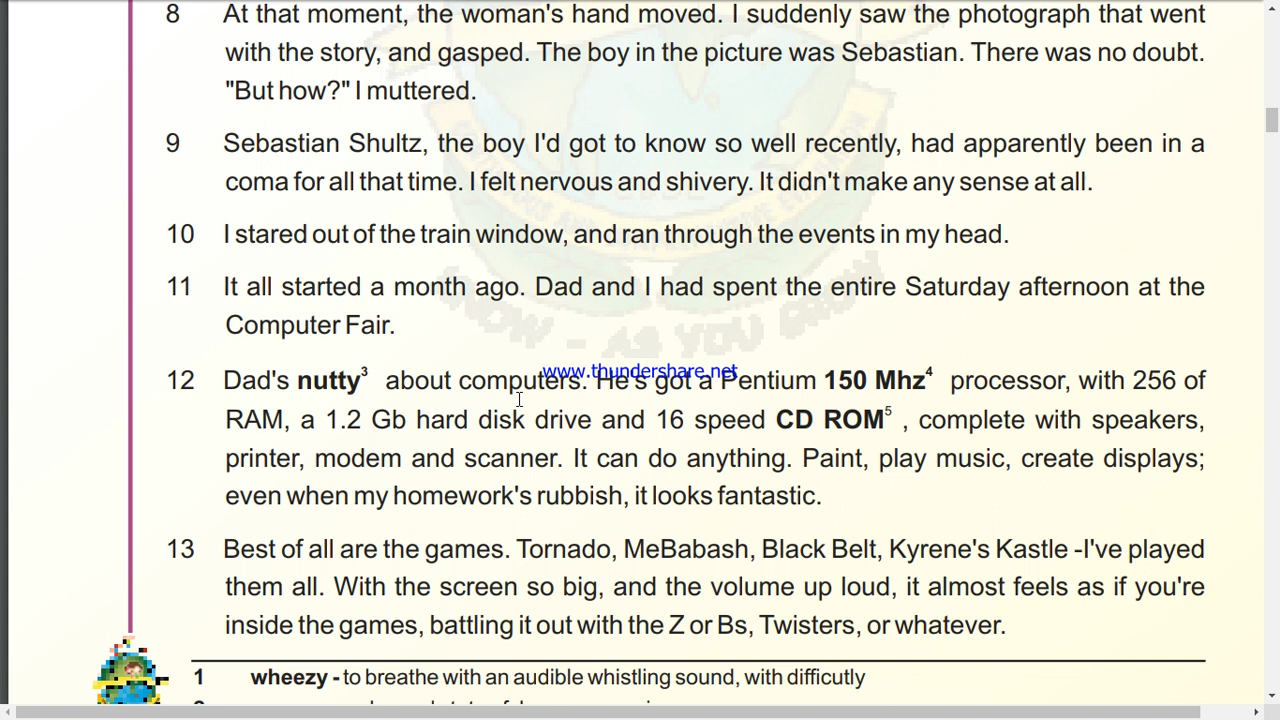 8 At that moment, the woman's hand moved. I suddenly saw the photograph that went
with the story, and gasped. The boy in the picture was Sebastian. There was no doubt.
"But how?" I muttered.
9 Sebastian Shultz, the boy I'd got to know so well recently, had apparently been in a
coma for all that time. I felt nervous and shivery. It didn't make any sense at all.
10 I stared out of the train window, and ran through the events in my head.
11 It all started a month ago. Dad and I had spent the entire Saturday afternoon at the
Computer Fair.
www.thundershare.net
12 Dad's nutty³ about computers. He's got a Pentium 150 Mhz⁴ processor, with 256 of
RAM, a 1.2 Gb hard disk drive and 16 speed CD ROM⁵ , complete with speakers,
printer, modem and scanner. It can do anything. Paint, play music, create displays;
even when my homework's rubbish, it looks fantastic.
13 Best of all are the games. Tornado, MeBabash, Black Belt, Kyrene's Kastle -I've played
them all. With the screen so big, and the volume up loud, it almost feels as if you're
inside the games, battling it out with the Z or Bs, Twisters, or whatever.
1 wheezy - to breathe with an audible whistling sound, with difficutly